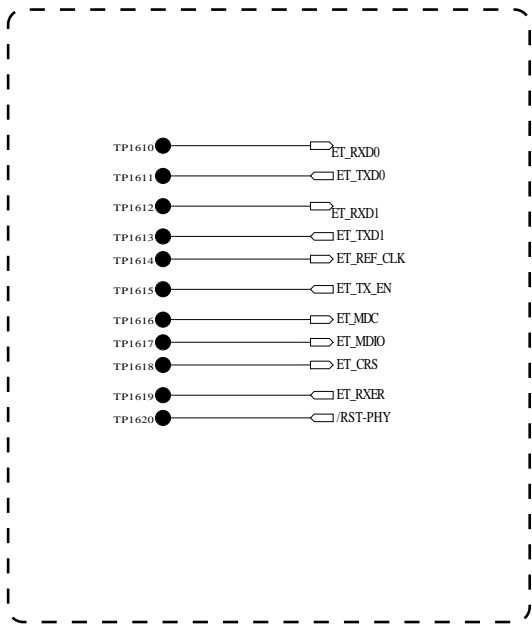 TP1610 ET_RXD0
TP1611 ET_TXD0
TP1612 ET_RXD1
TP1613 ET_TXD1
TP1614 ET_REF_CLK
TP1615 ET_TX_EN
TP1616 ET_MDC
TP1617 ET_MDIO
TP1618 ET_CRS
TP1619 ET_RXER
TP1620 /RST-PHY